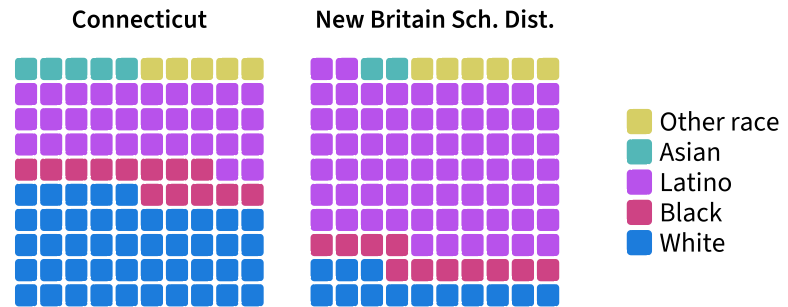 Connecticut
New Britain Sch. Dist.
Other race
Asian
Latino
Black
White